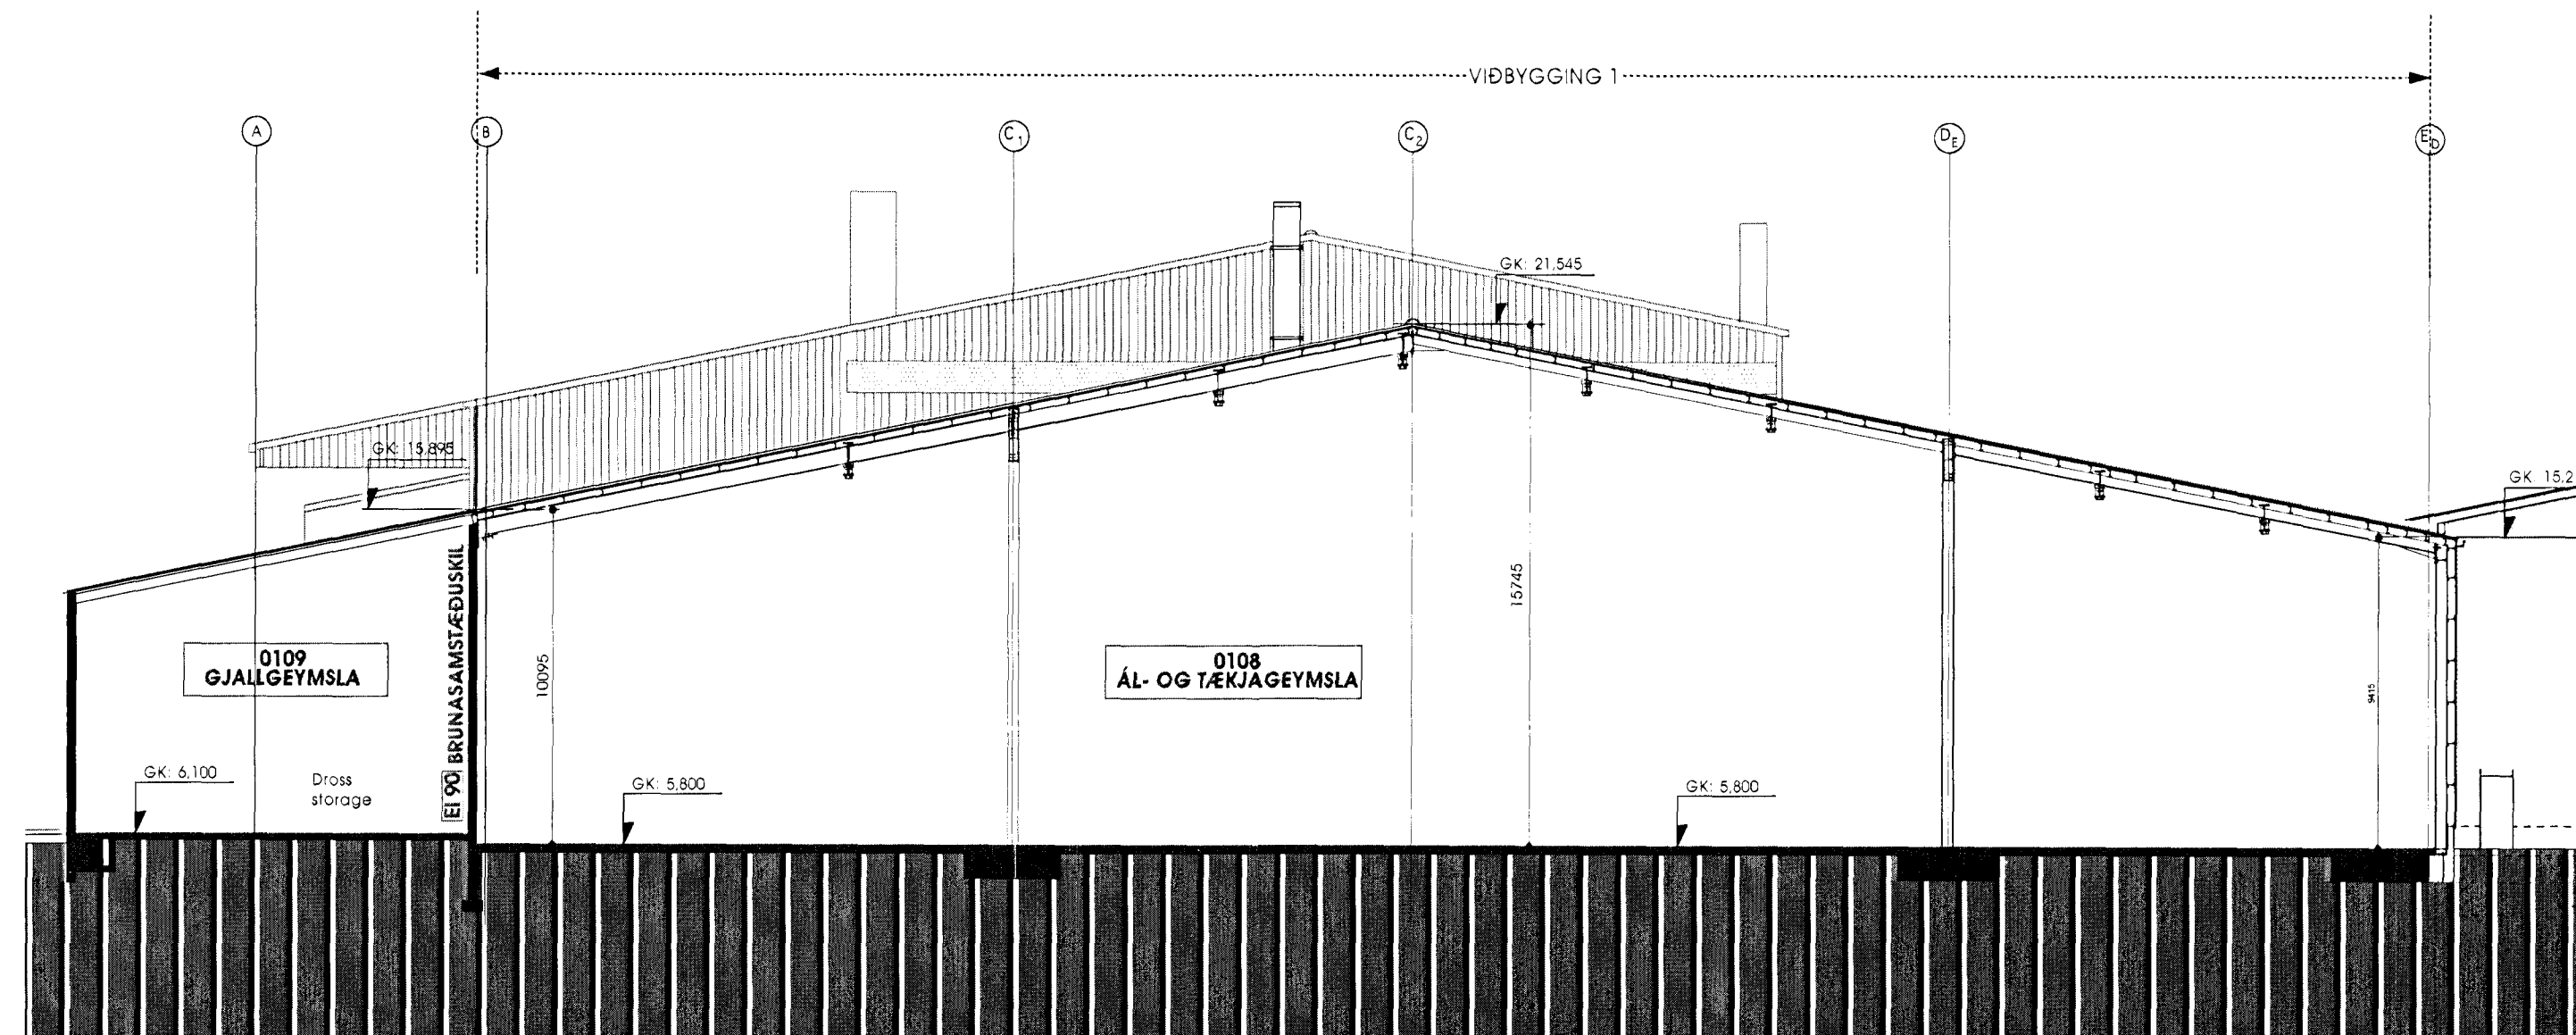 VIÐBYGGING 1
A
B
C1
C2
DE
ED
GK: 21,545
GK: 15,895
GK: 15,2
EI 90 BRUNASAMSTÆÐUSKIL
10095
15745
9415
0109
GJALLGEYMSLA
0108
ÁL- OG TÆKJAGEYMSLA
GK: 6,100
Dross
storage
GK: 5,800
GK: 5,800